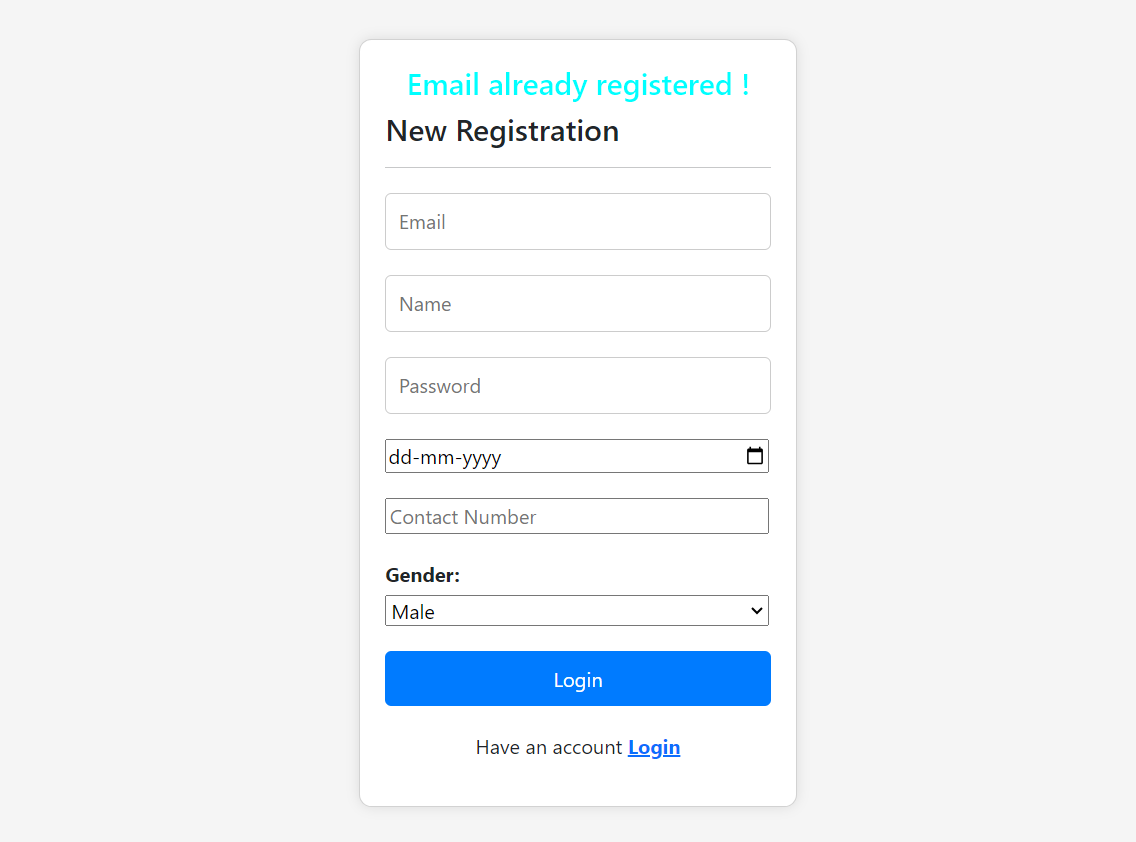 Email already registered !
New Registration
Email
Name
Password
dd-mm-yyyy
Contact Number
Gender:
Male
Login
Have an account Login